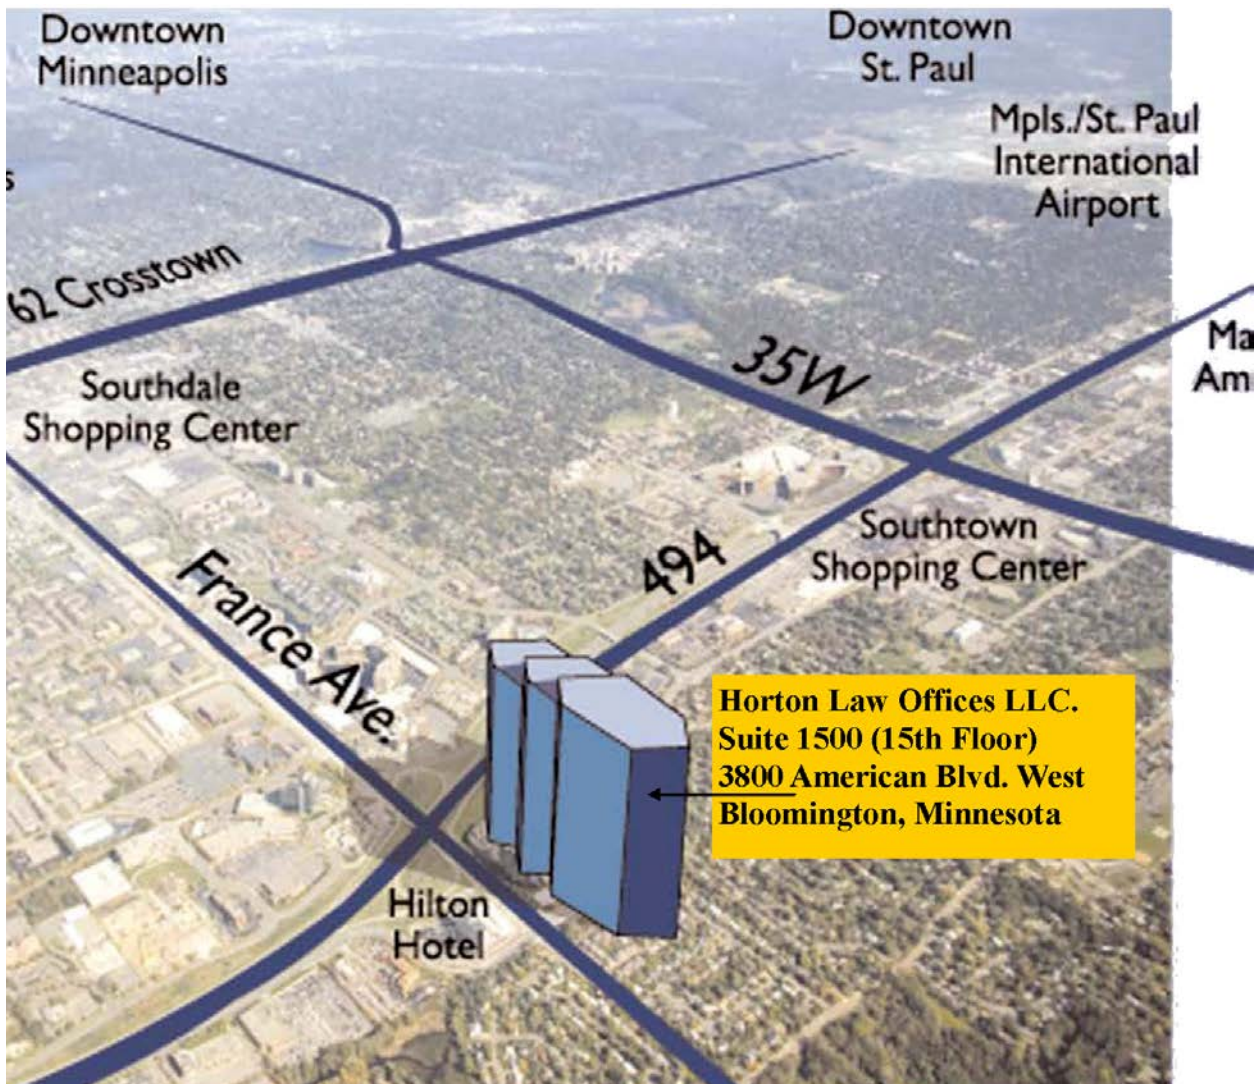 Downtown
Minneapolis
Downtown
St. Paul
Mpls./St. Paul
International
Airport
62 Crosstown
35W
Southdale
Shopping Center
494
Southtown
Shopping Center
France Ave.
Horton Law Offices LLC.
Suite 1500 (15th Floor)
3800 American Blvd. West
Bloomington, Minnesota
Hilton
Hotel